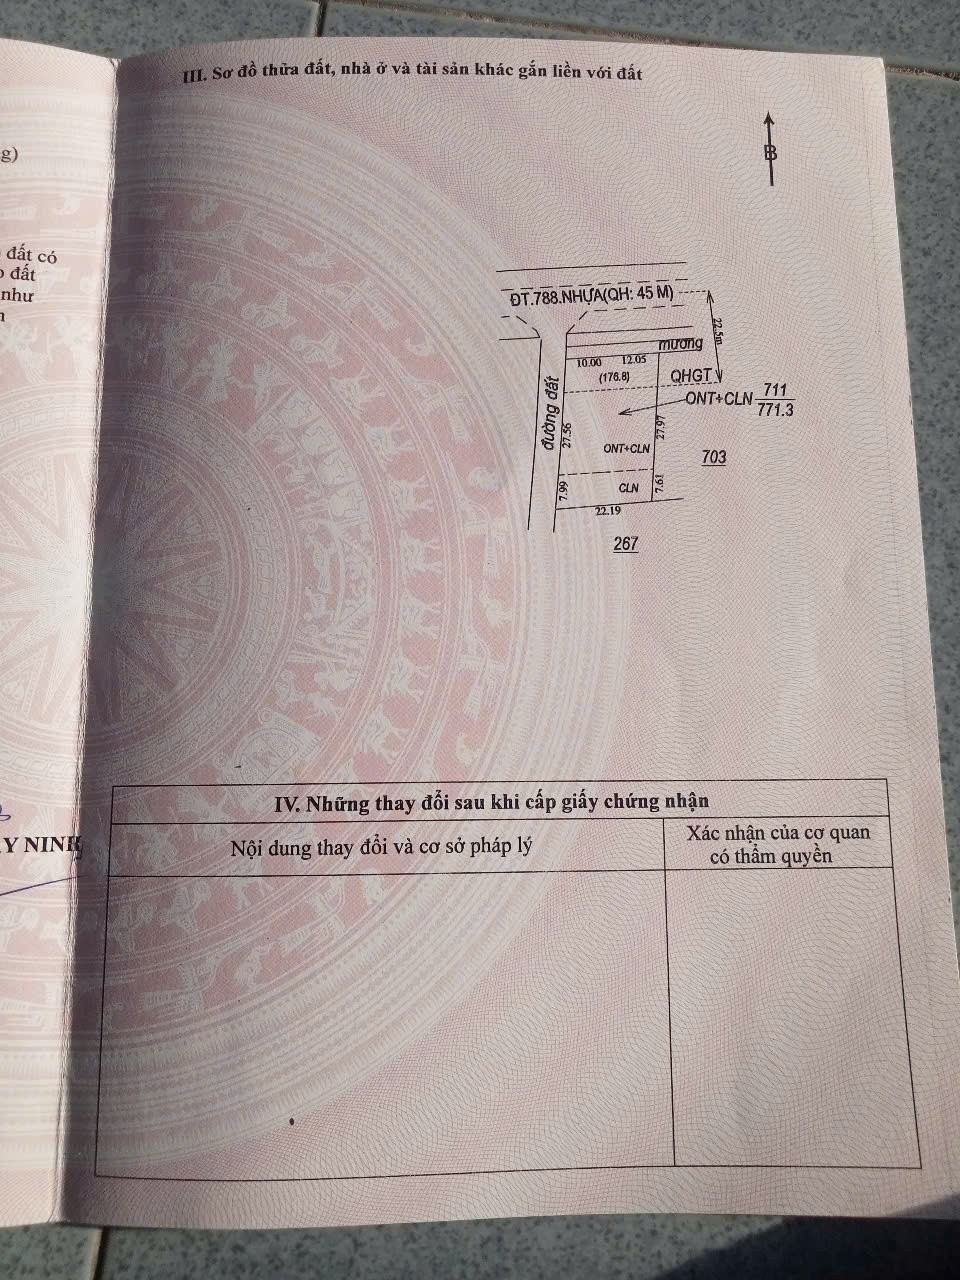 III. Sơ đồ thửa đất, nhà ở và tài sản khác gắn liền với đất
g)
đất có
đất
như
B
ĐT.788.NHỰA(QH: 45 M)
22.5m
mương
10.00 12.05
(176.8)
QHGT
ONT+CLN 711
771.3
đường đất
27.56
27.97
ONT+CLN
703
7.99
CLN
7.61
22.19
267
Y NINH
IV. Những thay đổi sau khi cấp giấy chứng nhận
Nội dung thay đổi và cơ sở pháp lý
Xác nhận của cơ quan
có thẩm quyền